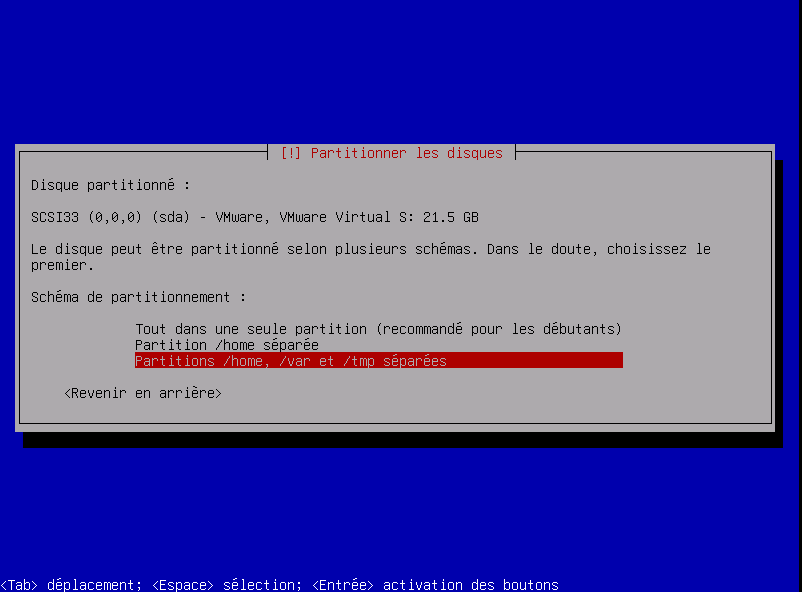 [!] Partitionner les disques
Disque partitionné :
SCSI33 (0,0,0) (sda) - VMware, VMware Virtual S: 21.5 GB
Le disque peut être partitionné selon plusieurs schémas. Dans le doute, choisissez le
premier.
Schéma de partitionnement :
Tout dans une seule partition (recommandé pour les débutants)
Partition /home séparée
Partitions /home, /var et /tmp séparées
<Revenir en arrière>
<Tab> déplacement; <Espace> sélection; <Entrée> activation des boutons